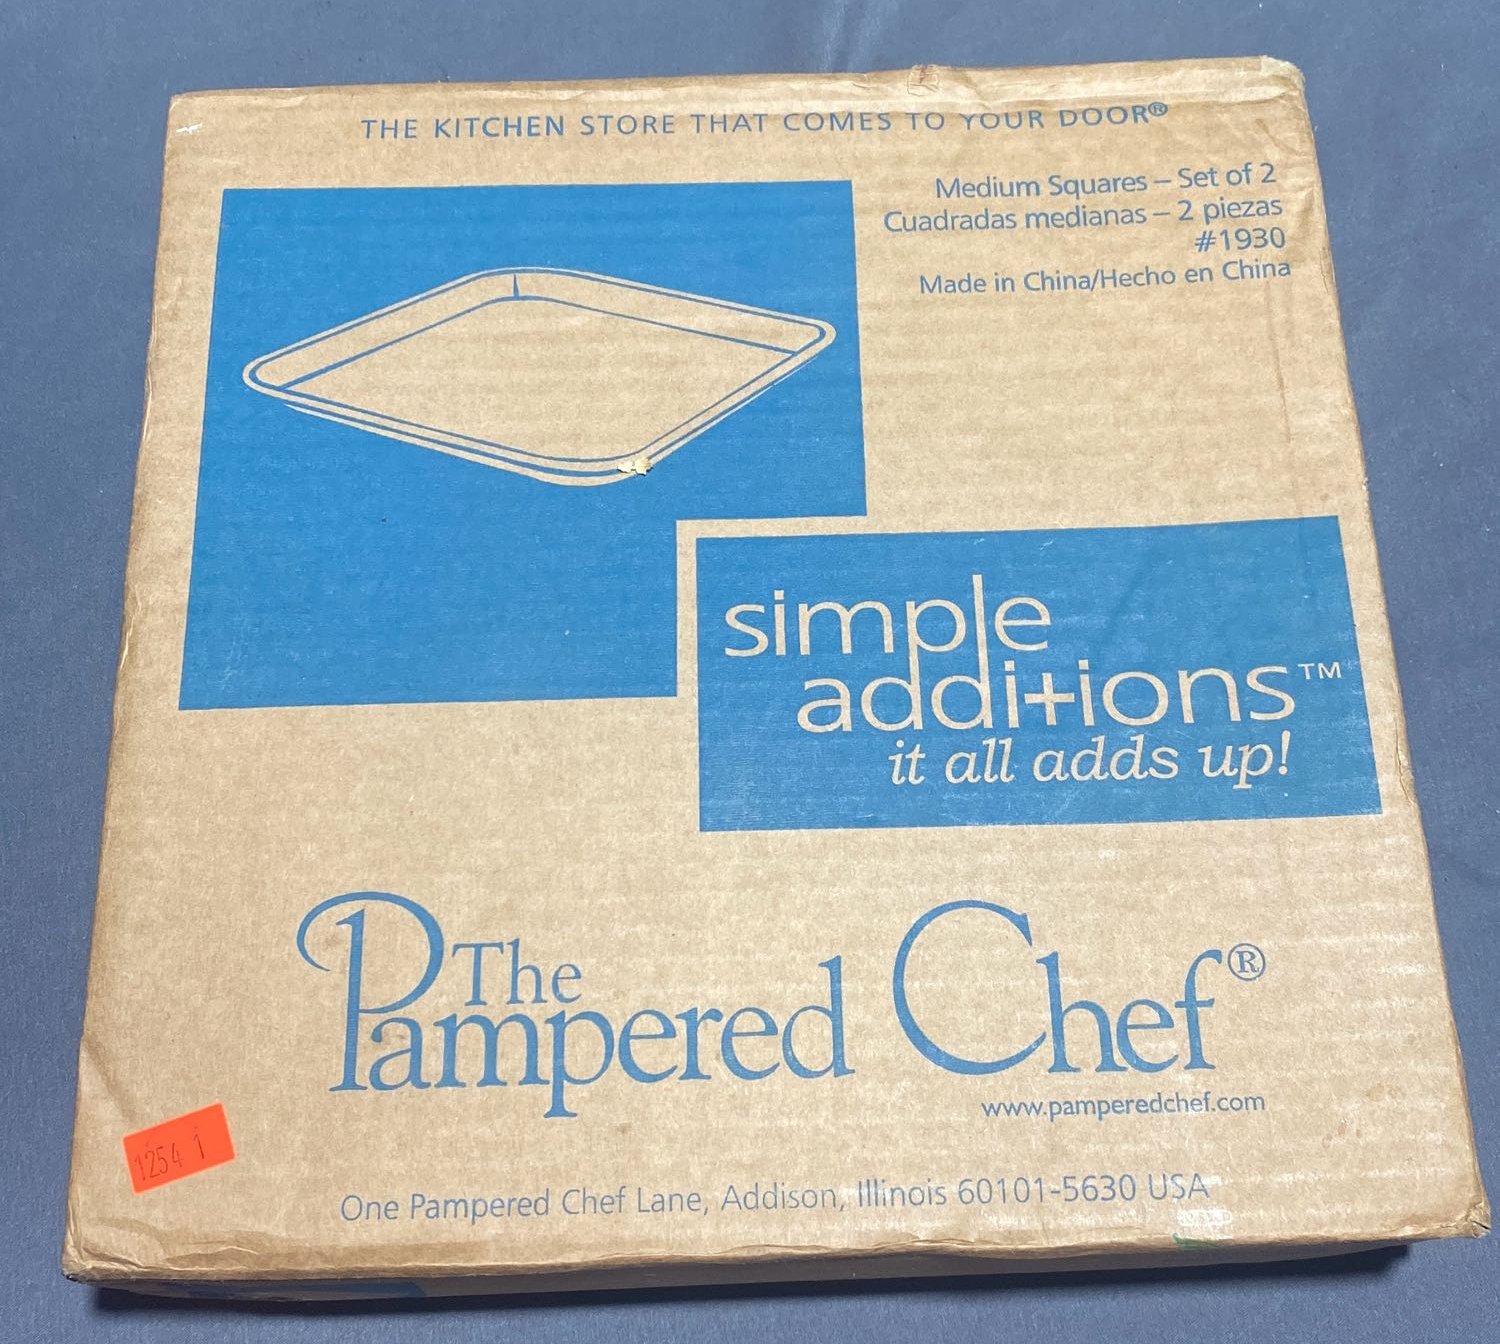 THE KITCHEN STORE THAT COMES TO YOUR DOOR®
Medium Squares – Set of 2
Cuadradas medianas – 2 piezas
#1930
Made in China/Hecho en China
simple
additions™
it all adds up!
The
Pampered Chef®
www.pamperedchef.com
1254 1
One Pampered Chef Lane, Addison, Illinois 60101-5630 USA